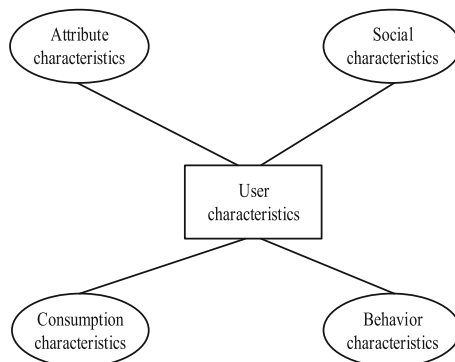 Attribute
characteristics
Social
characteristics
User
characteristics
Consumption
characteristics
Behavior
characteristics